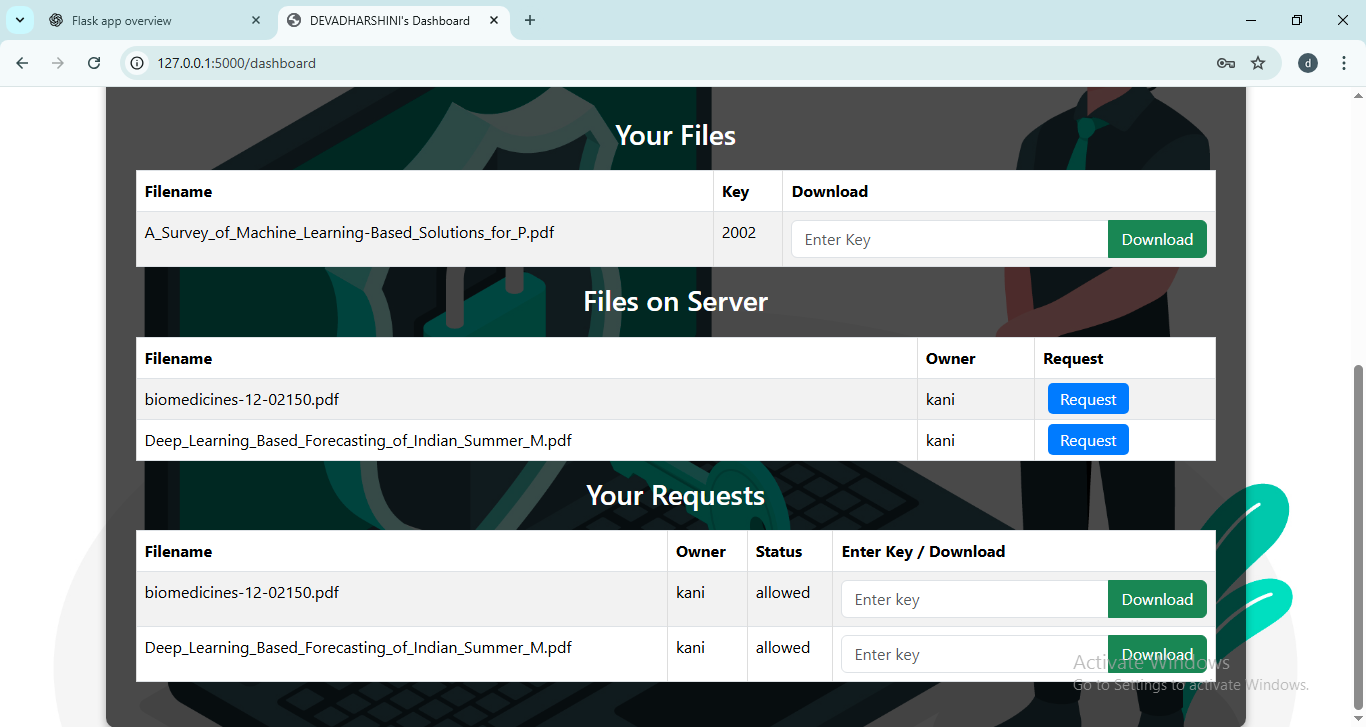 Flask app overview
DEVADHARSHINI's Dashboard
127.0.0.1:5000/dashboard
d
Your Files
Filename Key Download
A_Survey_of_Machine_Learning-Based_Solutions_for_P.pdf 2002 Enter Key Download
Files on Server
Filename Owner Request
biomedicines-12-02150.pdf kani Request
Deep_Learning_Based_Forecasting_of_Indian_Summer_M.pdf kani Request
Your Requests
Filename Owner Status Enter Key / Download
biomedicines-12-02150.pdf kani allowed Enter key Download
Deep_Learning_Based_Forecasting_of_Indian_Summer_M.pdf kani allowed Enter key Download
Activate Windows
Go to Settings to activate Windows.